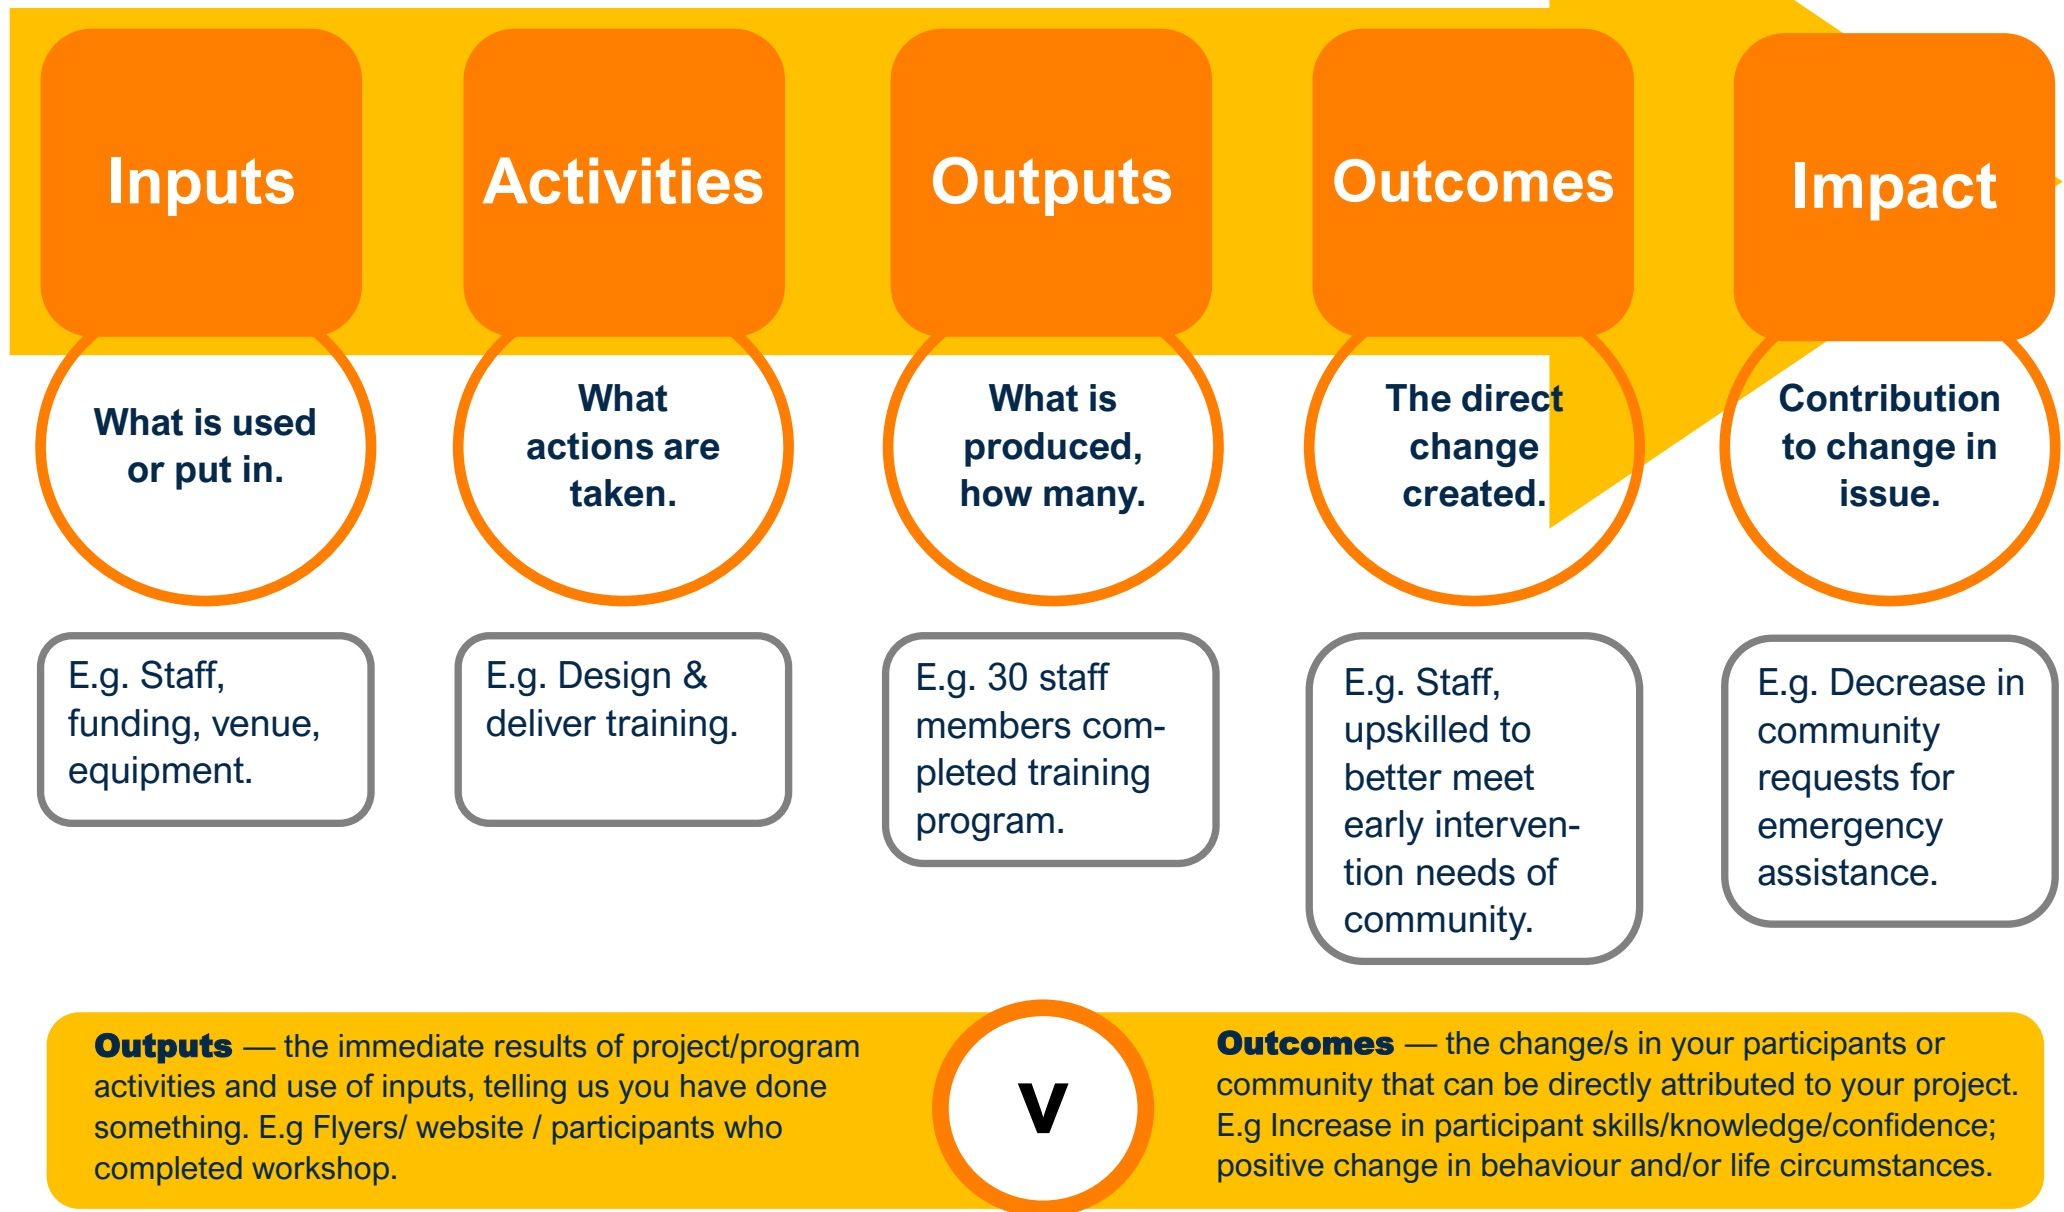 Inputs
Activities
Outputs
Outcomes
Impact
What is used
or put in.
What
actions are
taken.
What is
produced,
how many.
The direct
change
created.
Contribution
to change in
issue.
E.g. Staff,
funding, venue,
equipment.
E.g. Design &
deliver training.
E.g. 30 staff
members com-
pleted training
program.
E.g. Staff,
upskilled to
better meet
early interven-
tion needs of
community.
E.g. Decrease in
community
requests for
emergency
assistance.
Outputs — the immediate results of project/program
activities and use of inputs, telling us you have done
something. E.g Flyers/ website / participants who
completed workshop.
V
Outcomes — the change/s in your participants or
community that can be directly attributed to your project.
E.g Increase in participant skills/knowledge/confidence;
positive change in behaviour and/or life circumstances.